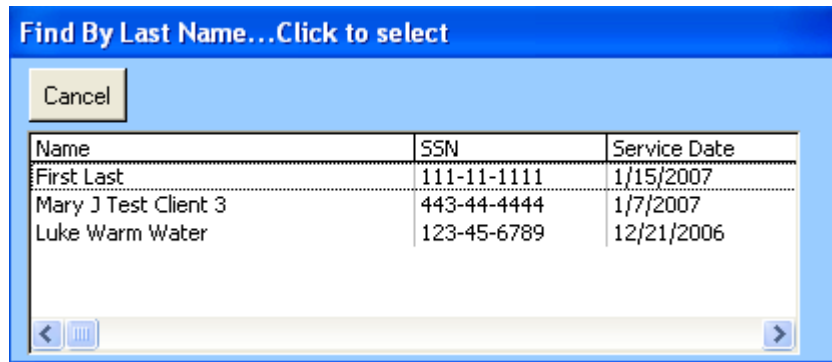 Find By Last Name...Click to select
Cancel
Name SSN Service Date
First Last 111-11-1111 1/15/2007
Mary J Test Client 3 443-44-4444 1/7/2007
Luke Warm Water 123-45-6789 12/21/2006